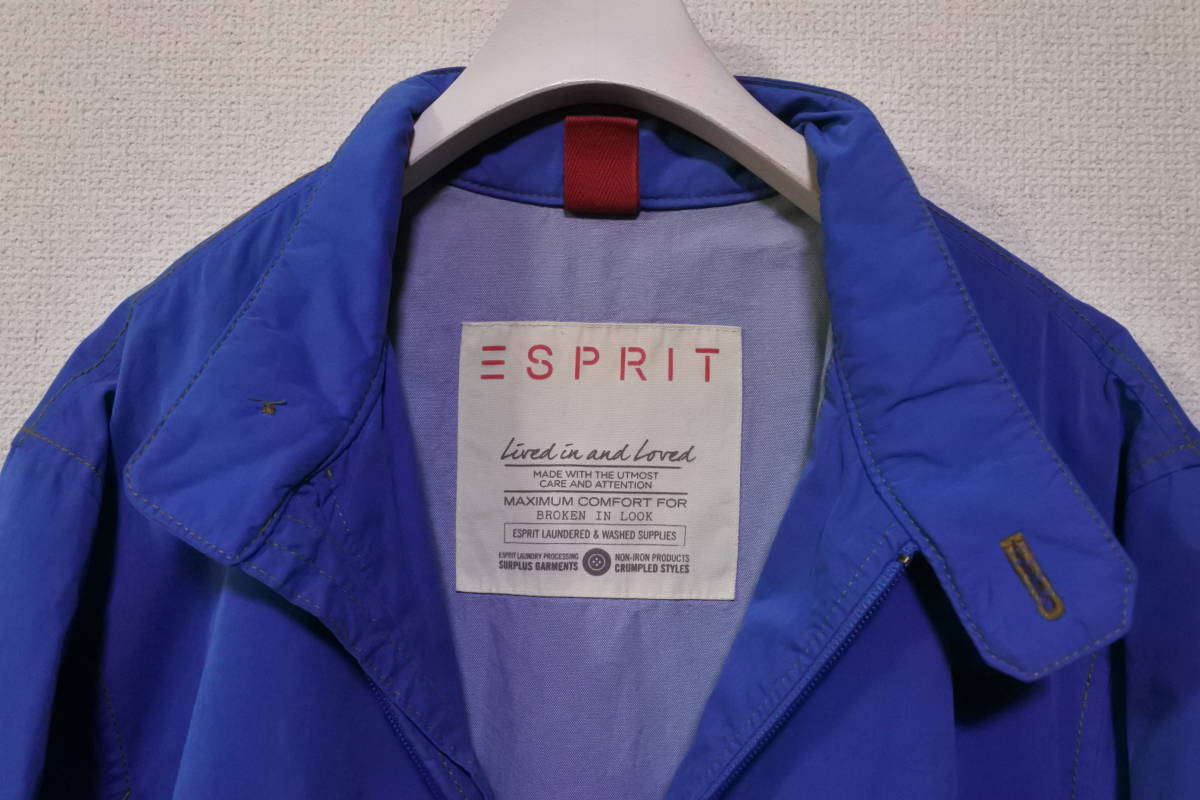 ESPRIT
Lived in and Loved
MADE WITH THE UTMOST
CARE AND ATTENTION
MAXIMUM COMFORT FOR
BROKEN IN LOOK
ESPRIT LAUNDERED & WASHED SUPPLIES
ESPRIT LAUNDRY PROCESSING
SURPLUS GARMENTS
NON-IRON PRODUCTS
CRUMPLED STYLES